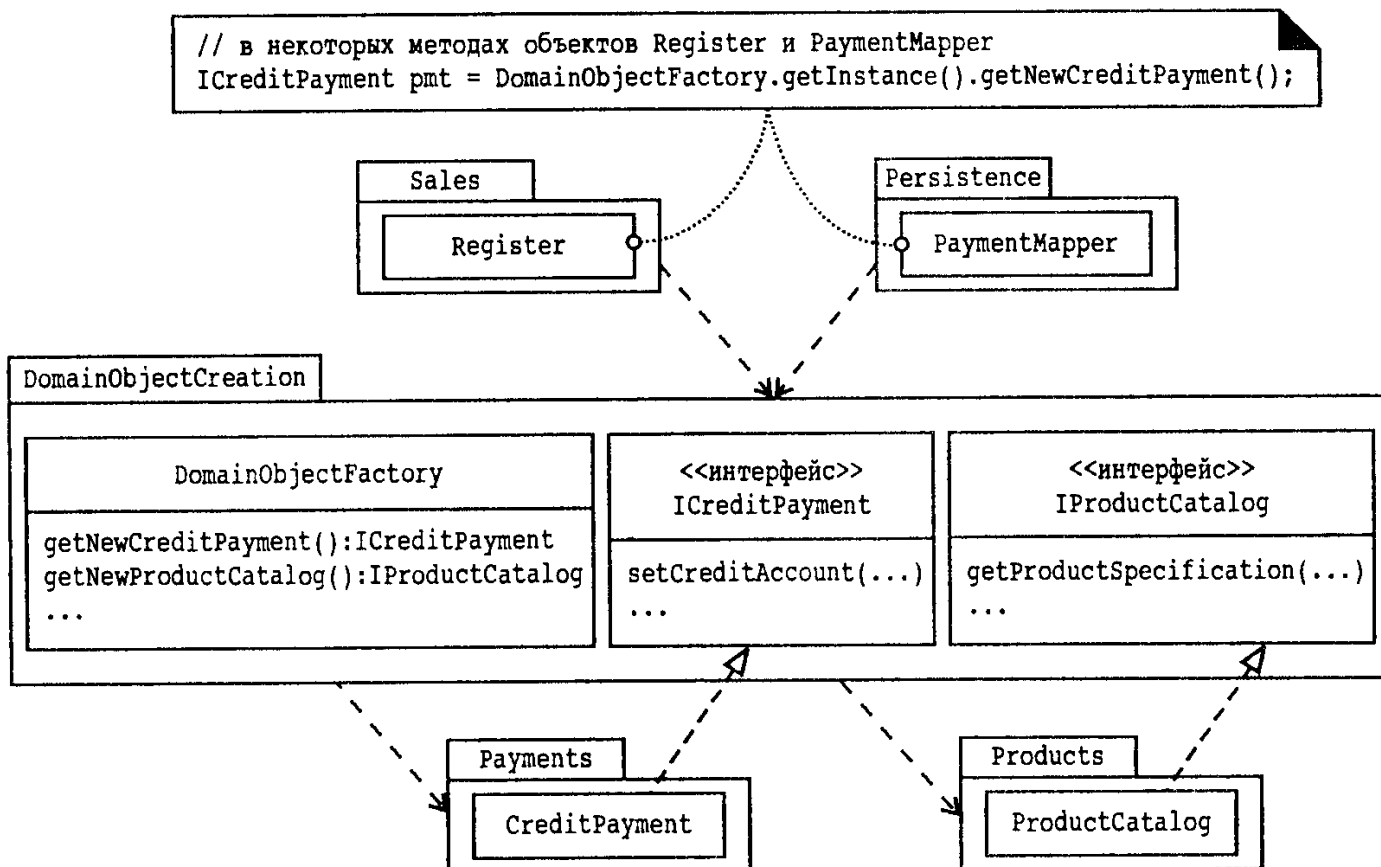 // в некоторых методах объектов Register и PaymentMapper
ICreditPayment pmt = DomainObjectFactory.getInstance().getNewCreditPayment();
Sales
Persistence
Register
PaymentMapper
DomainObjectCreation
DomainObjectFactory
getNewCreditPayment():ICreditPayment
getNewProductCatalog():IProductCatalog
...
<<интерфейс>>
ICreditPayment
setCreditAccount(...)
...
<<интерфейс>>
IProductCatalog
getProductSpecification(...)
...
Payments
CreditPayment
Products
ProductCatalog